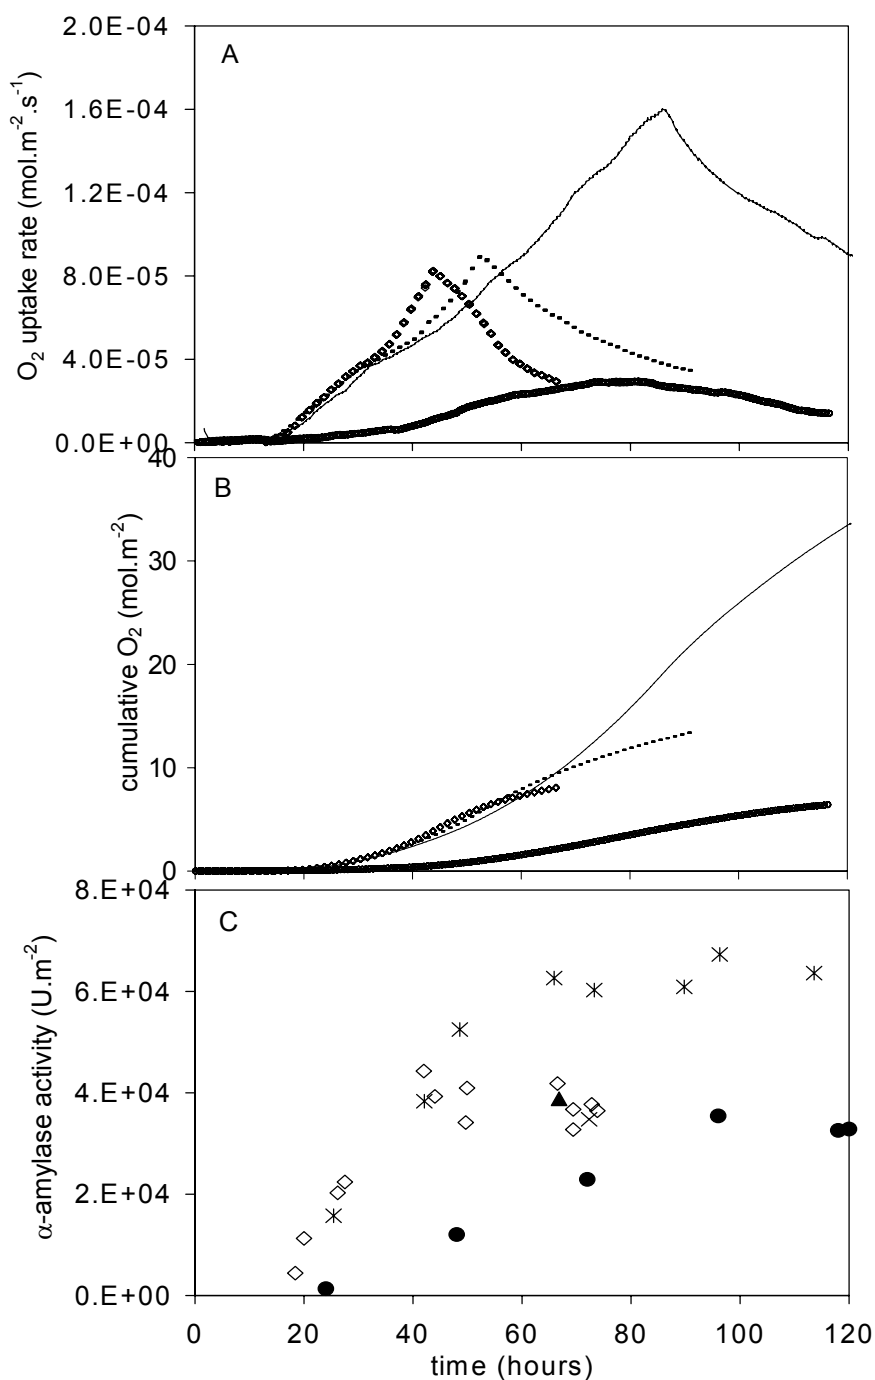 2.0E-04
A
1.6E-04
1.2E-04
8.0E-05
4.0E-05
0.0E+00
O₂ uptake rate (mol.m⁻².s⁻¹)
40
B
30
20
10
0
cumulative O₂ (mol.m⁻²)
8.E+04
C
6.E+04
4.E+04
2.E+04
0.E+00
α-amylase activity (U.m⁻²)
0 20 40 60 80 100 120
time (hours)